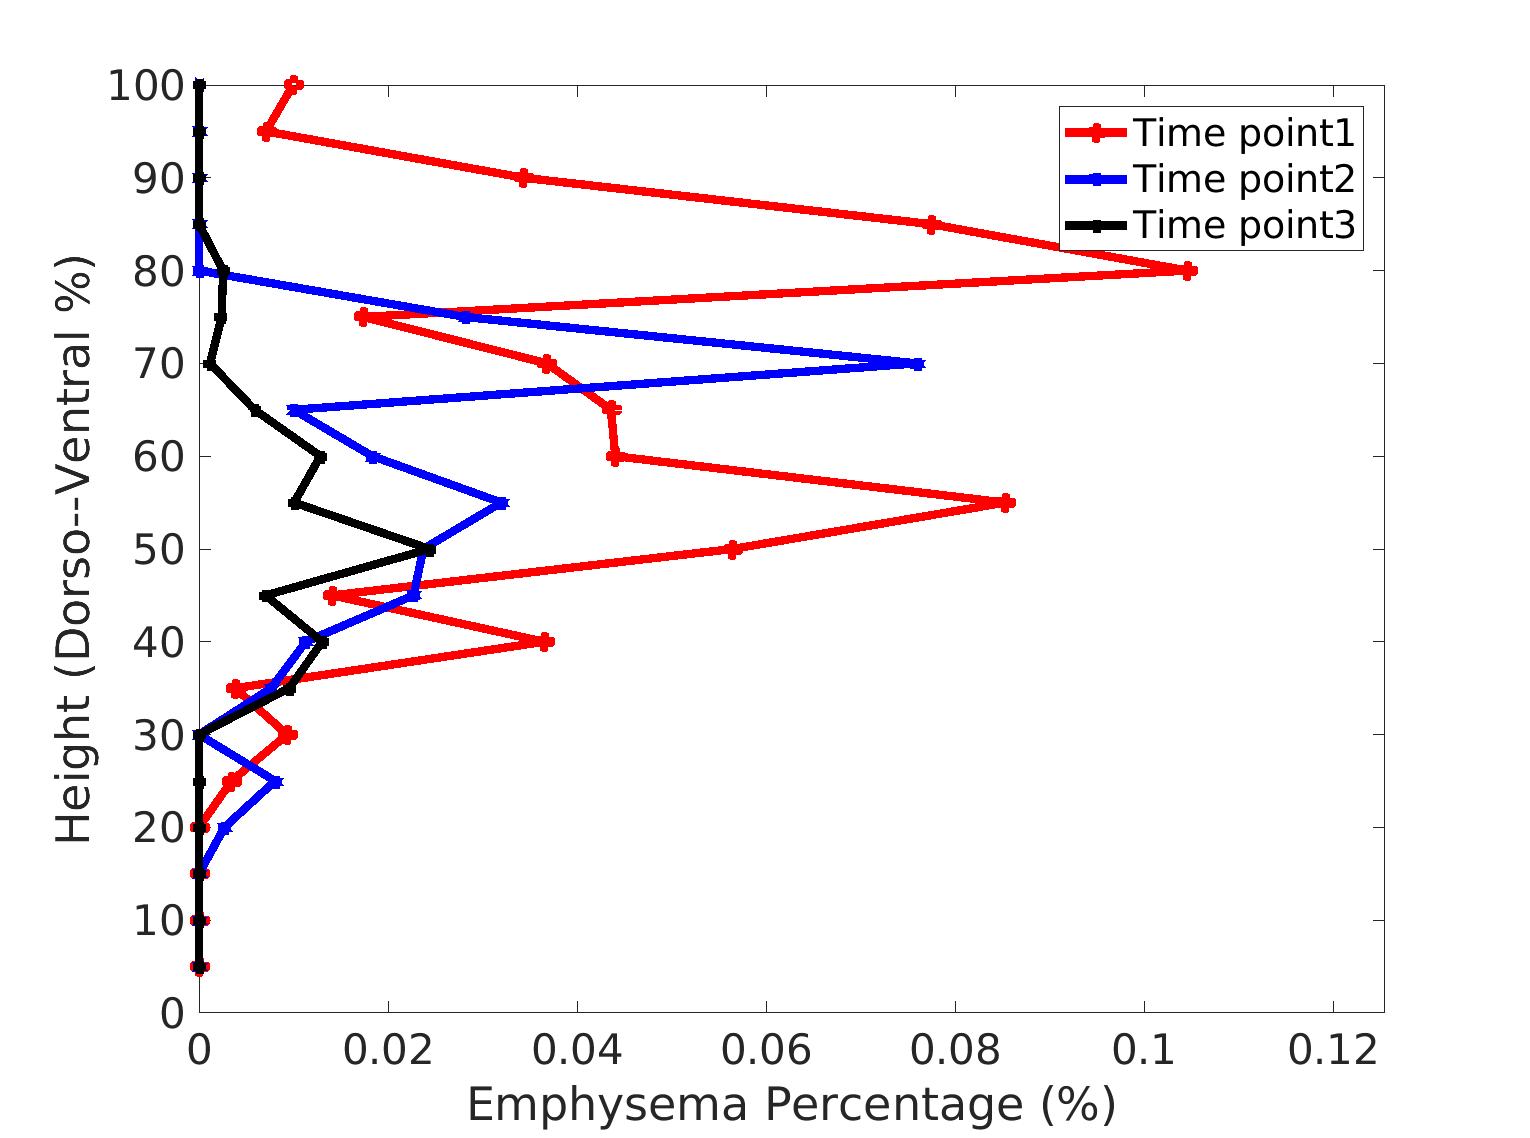 100
90
80
70
60
50
40
30
20
10
0
Height (Dorso--Ventral %)
Time point1
Time point2
Time point3
0 0.02 0.04 0.06 0.08 0.1 0.12
Emphysema Percentage (%)